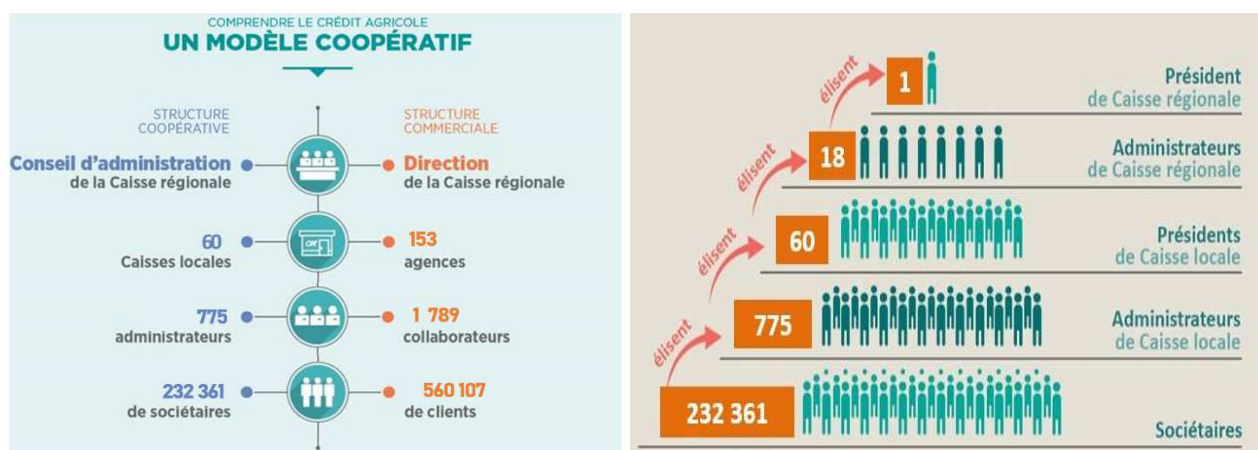 COMPRENDRE LE CRÉDIT AGRICOLE
UN MODÈLE COOPÉRATIF
STRUCTURE
COOPÉRATIVE
STRUCTURE
COMMERCIALE
Conseil d'administration
de la Caisse régionale
Direction
de la Caisse régionale
60
Caisses locales
153
agences
775
administrateurs
1 789
collaborateurs
232 361
de sociétaires
560 107
de clients
élisent
1
Président
de Caisse régionale
élisent
18
Administrateurs
de Caisse régionale
élisent
60
Présidents
de Caisse locale
élisent
775
Administrateurs
de Caisse locale
232 361
Sociétaires